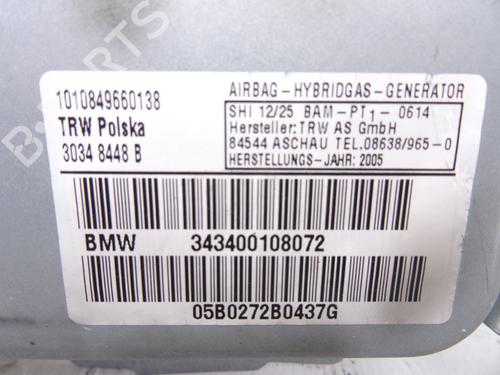 1010849660138
TRW Polska
3034 8448 B
AIRBAG-HYBRIDGAS-GENERATOR
SHI 12/25 BAM-PT1-0614
Hersteller:TRW AS GmbH
84544 ASCHAU TEL.08638/965-0
HERSTELLUNGS-JAHR:2005
BMW 343400108072
05B0272B0437G